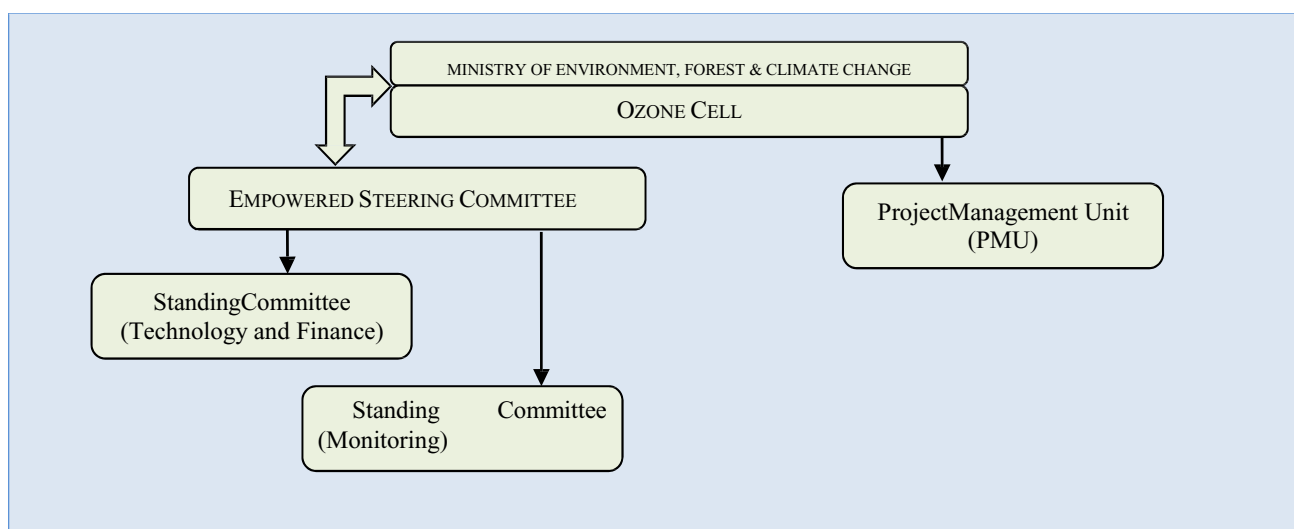 MINISTRY OF ENVIRONMENT, FOREST & CLIMATE CHANGE
OZONE CELL
EMPOWERED STEERING COMMITTEE
ProjectManagement Unit
(PMU)
StandingCommittee
(Technology and Finance)
Standing Committee
(Monitoring)